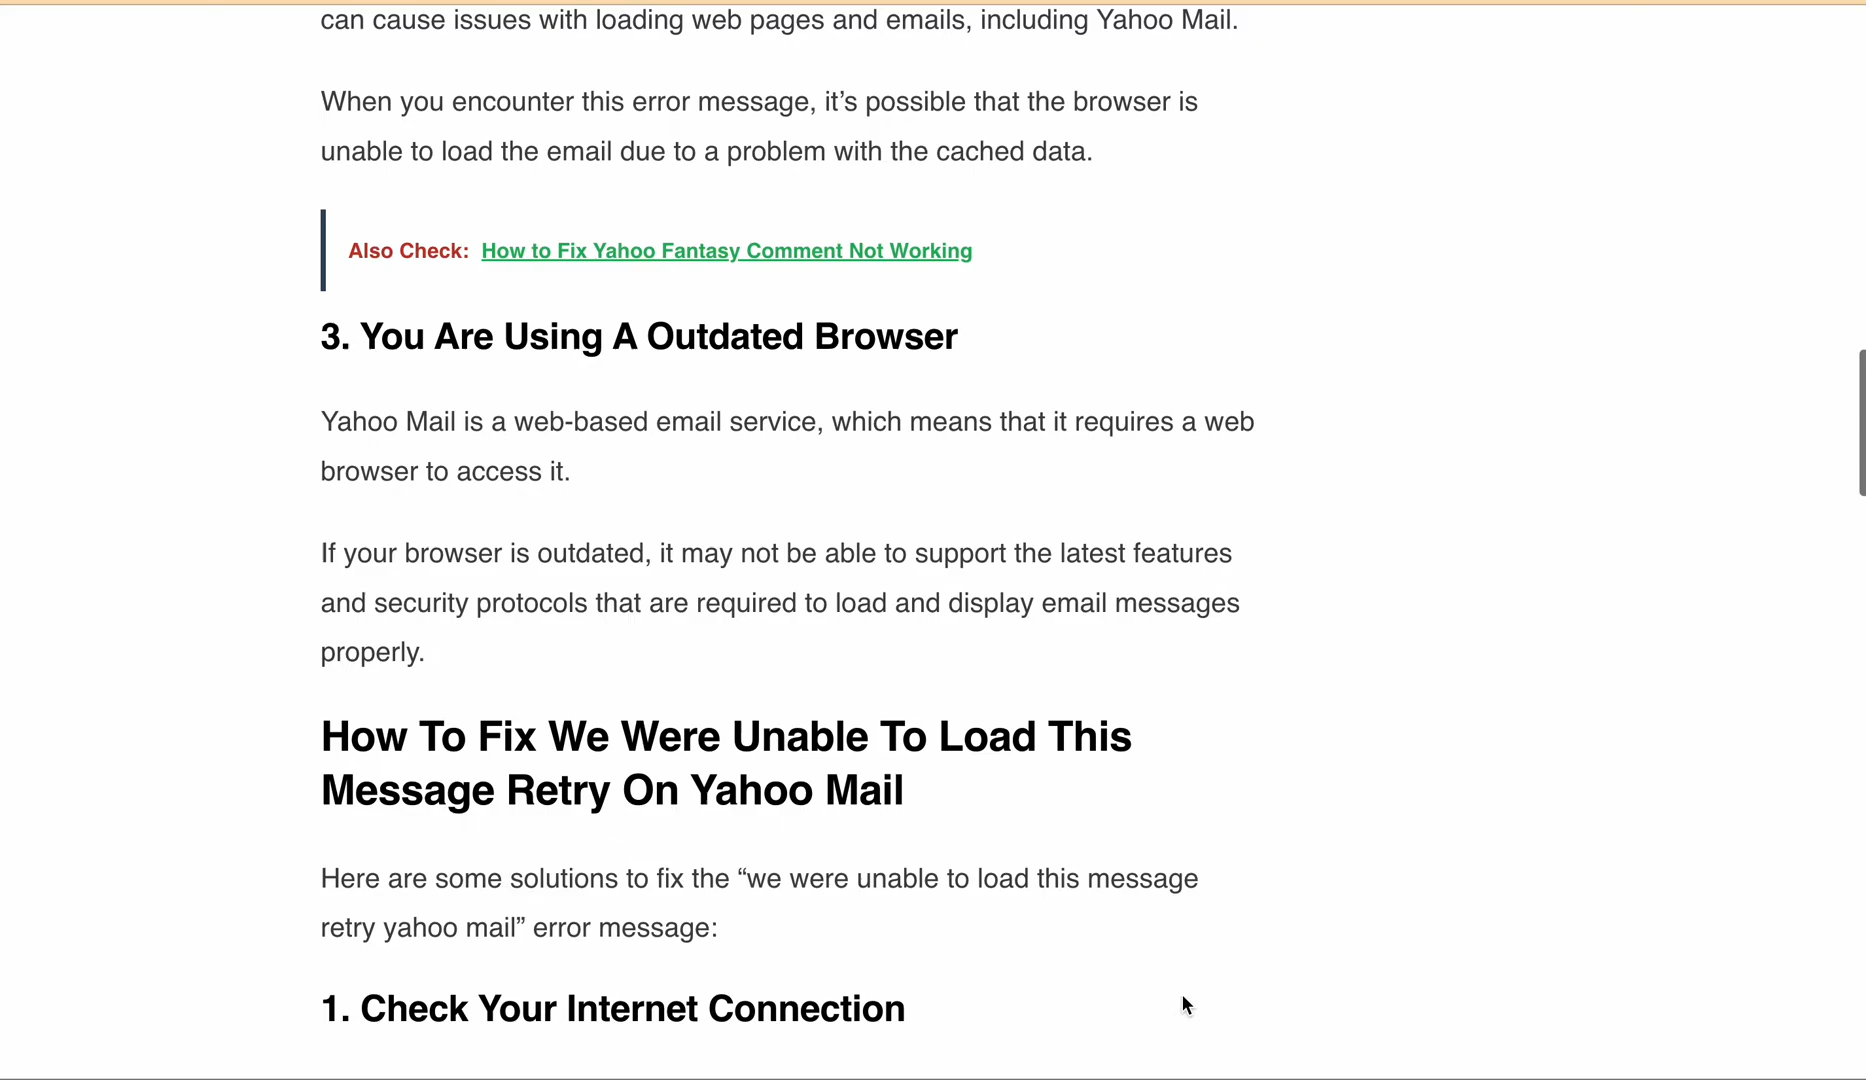 can cause issues with loading web pages and emails, including Yahoo Mail.
When you encounter this error message, it’s possible that the browser is
unable to load the email due to a problem with the cached data.
Also Check: How to Fix Yahoo Fantasy Comment Not Working
3. You Are Using A Outdated Browser
Yahoo Mail is a web-based email service, which means that it requires a web
browser to access it.
If your browser is outdated, it may not be able to support the latest features
and security protocols that are required to load and display email messages
properly.
How To Fix We Were Unable To Load This
Message Retry On Yahoo Mail
Here are some solutions to fix the “we were unable to load this message
retry yahoo mail” error message:
1. Check Your Internet Connection